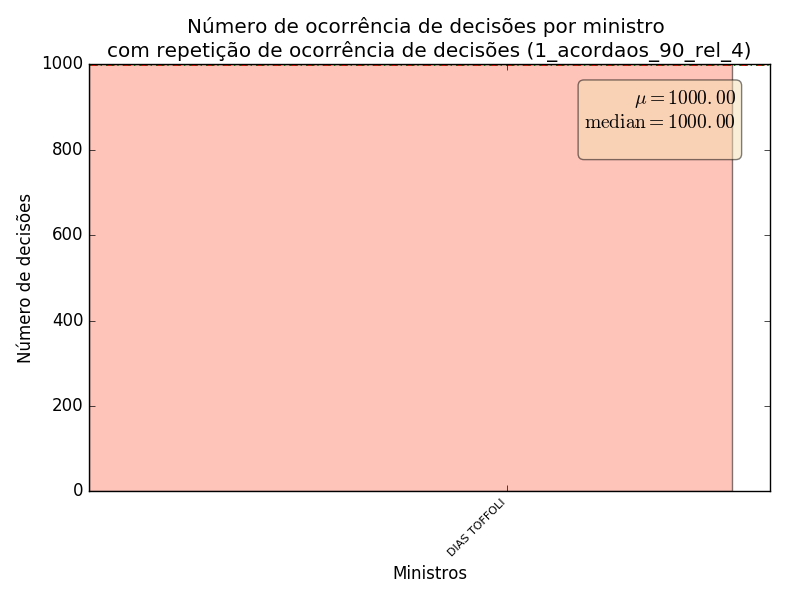 Número de ocorrência de decisões por ministro
com repetição de ocorrência de decisões (1_acordaos_90_rel_4)
1000
μ = 1000.00
median = 1000.00
800
600
400
200
0
Número de decisões
DIAS TOFFOLI
Ministros